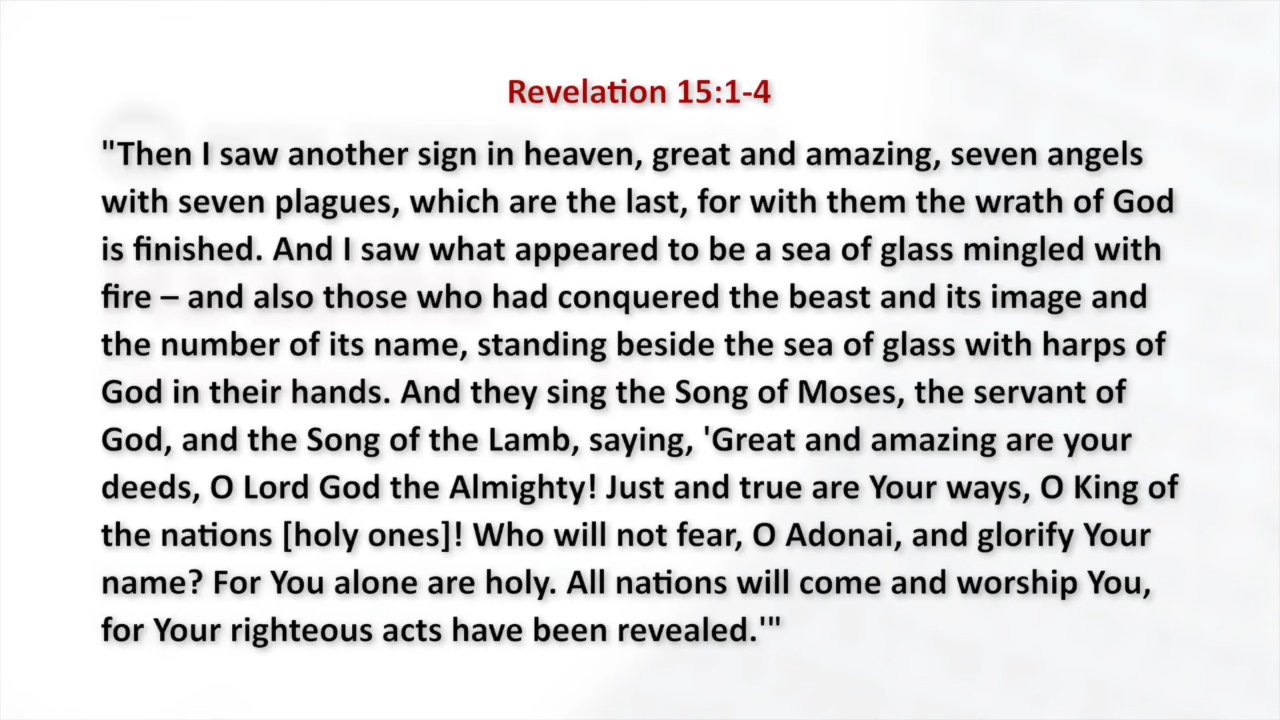 Revelation 15:1-4
"Then I saw another sign in heaven, great and amazing, seven angels
with seven plagues, which are the last, for with them the wrath of God
is finished. And I saw what appeared to be a sea of glass mingled with
fire – and also those who had conquered the beast and its image and
the number of its name, standing beside the sea of glass with harps of
God in their hands. And they sing the Song of Moses, the servant of
God, and the Song of the Lamb, saying, 'Great and amazing are your
deeds, O Lord God the Almighty! Just and true are Your ways, O King of
the nations [holy ones]! Who will not fear, O Adonai, and glorify Your
name? For You alone are holy. All nations will come and worship You,
for Your righteous acts have been revealed.'"